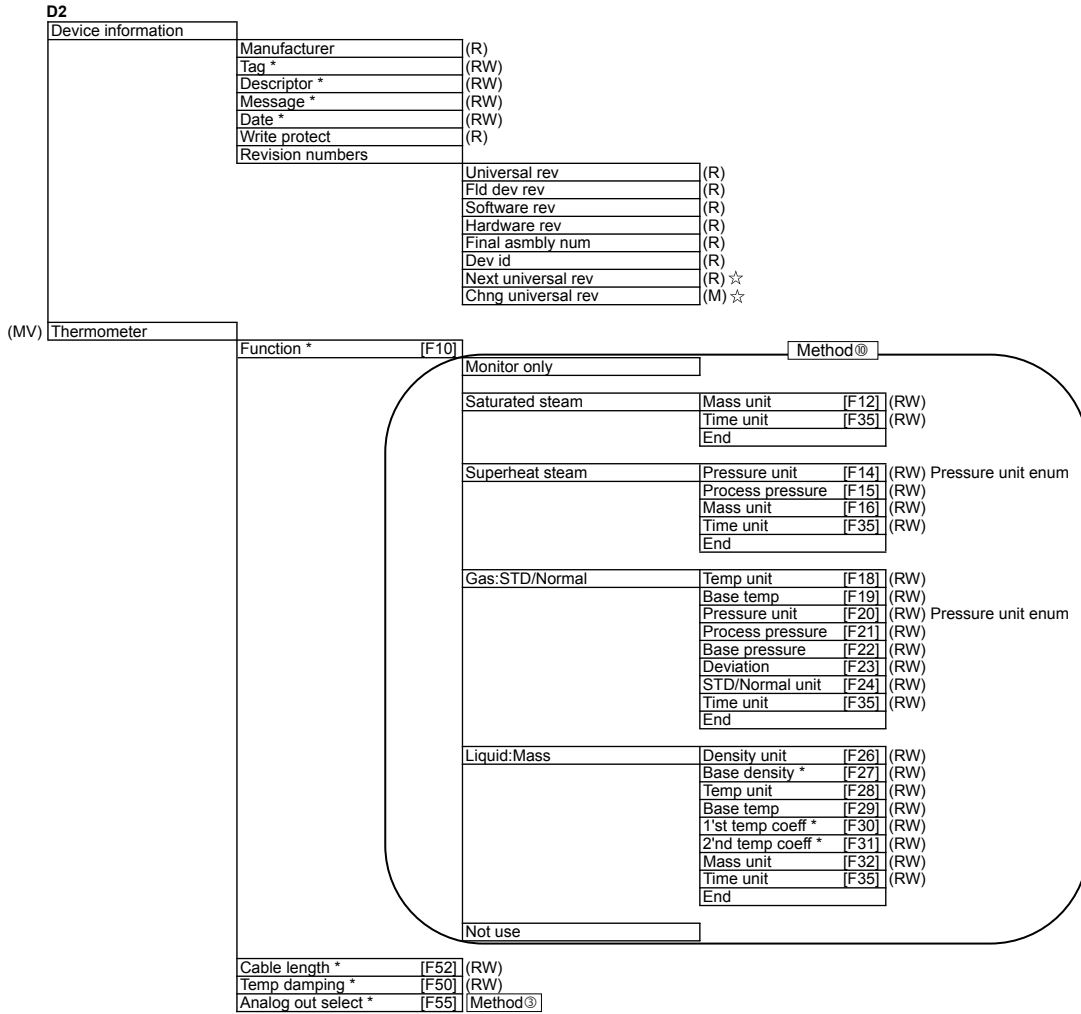 D2
Device information
Manufacturer (R)
Tag * (RW)
Descriptor * (RW)
Message * (RW)
Date * (RW)
Write protect (R)
Revision numbers
Universal rev (R)
Fld dev rev (R)
Software rev (R)
Hardware rev (R)
Final asmbly num (R)
Dev id (R)
Next universal rev (R) ☆
Chng universal rev (M) ☆
(MV) Thermometer
Function * [F10] Method⑩
Monitor only
Saturated steam Mass unit [F12] (RW)
Time unit [F35] (RW)
End
Superheat steam Pressure unit [F14] (RW) Pressure unit enum
Process pressure [F15] (RW)
Mass unit [F16] (RW)
Time unit [F35] (RW)
End
Gas:STD/Normal Temp unit [F18] (RW)
Base temp [F19] (RW)
Pressure unit [F20] (RW) Pressure unit enum
Process pressure [F21] (RW)
Base pressure [F22] (RW)
Deviation [F23] (RW)
STD/Normal unit [F24] (RW)
Time unit [F35] (RW)
End
Liquid:Mass Density unit [F26] (RW)
Base density * [F27] (RW)
Temp unit [F28] (RW)
Base temp [F29] (RW)
1'st temp coeff * [F30] (RW)
2'nd temp coeff * [F31] (RW)
Mass unit [F32] (RW)
Time unit [F35] (RW)
End
Not use
Cable length * [F52] (RW)
Temp damping * [F50] (RW)
Analog out select * [F55] Method③